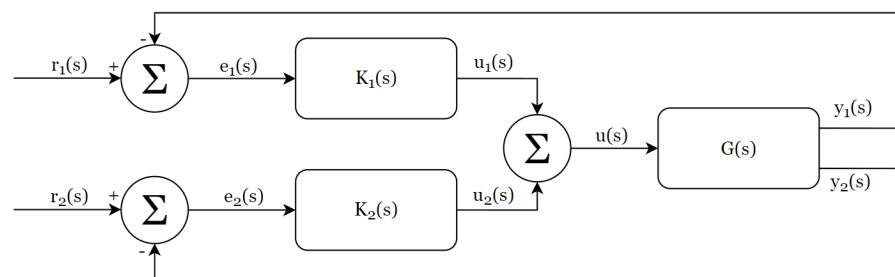 -
r₁(s) + Σ e₁(s) K₁(s) u₁(s)
y₁(s)
Σ u(s) G(s)
y₂(s)
r₂(s) + Σ e₂(s) K₂(s) u₂(s)
-